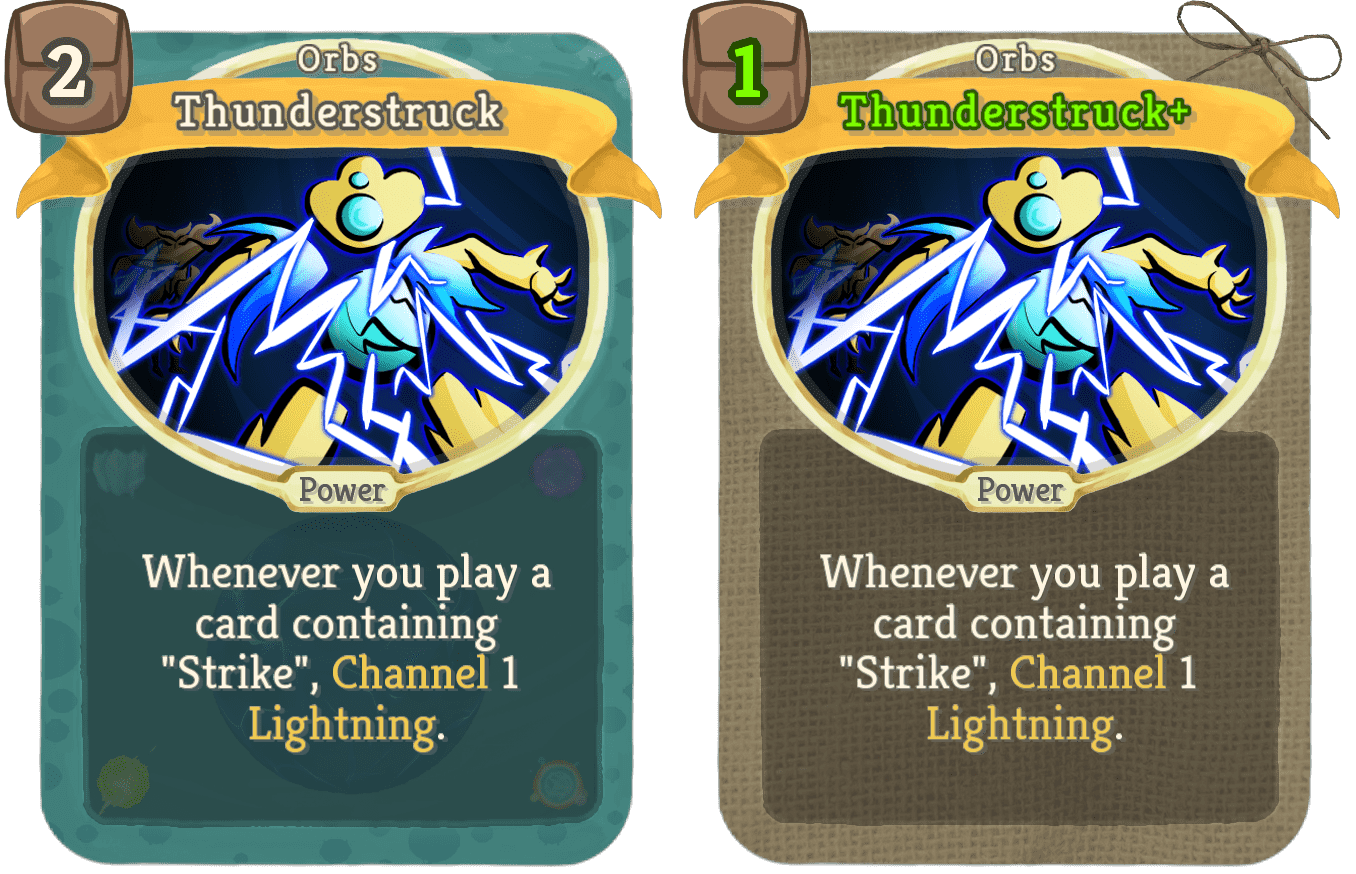 2
Orbs
Thunderstruck
Power
Whenever you play a
card containing
"Strike", Channel 1
Lightning.
1
Orbs
Thunderstruck+
Power
Whenever you play a
card containing
"Strike", Channel 1
Lightning.